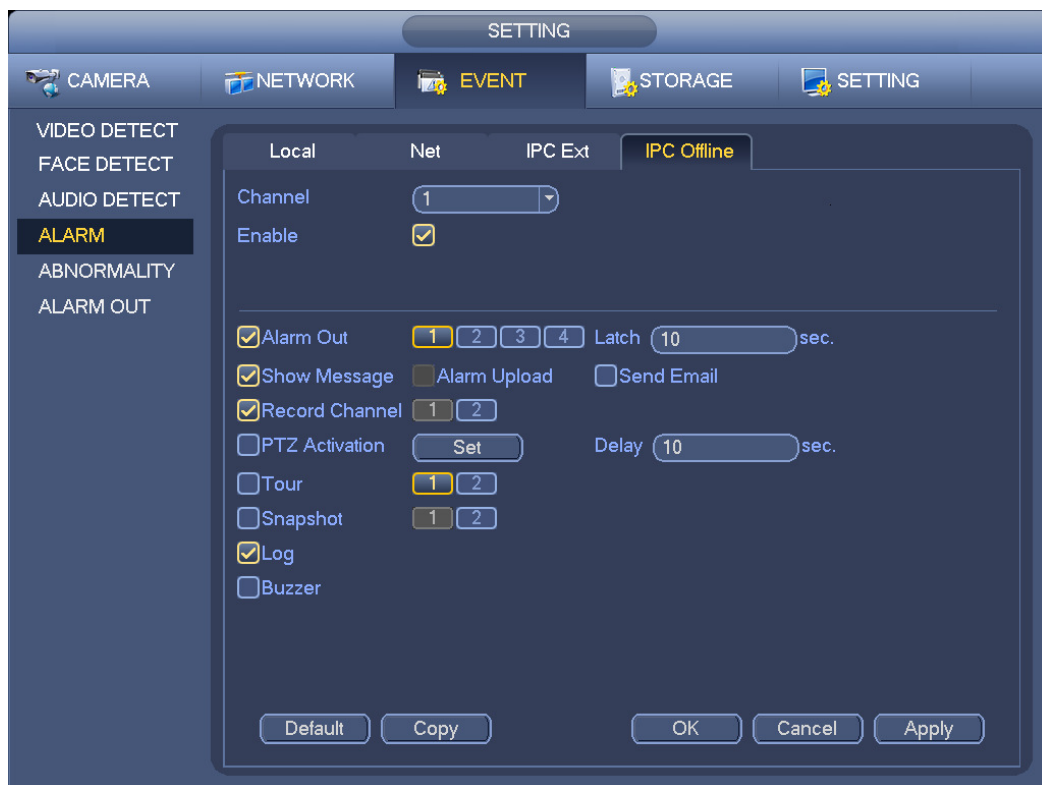 SETTING
CAMERA NETWORK EVENT STORAGE SETTING
VIDEO DETECT
FACE DETECT
AUDIO DETECT
ALARM
ABNORMALITY
ALARM OUT
Local Net IPC Ext IPC Offline
Channel 1
Enable
Alarm Out 1 2 3 4 Latch 10 sec.
Show Message Alarm Upload Send Email
Record Channel 1 2
PTZ Activation Set Delay 10 sec.
Tour 1 2
Snapshot 1 2
Log
Buzzer
Default Copy OK Cancel Apply